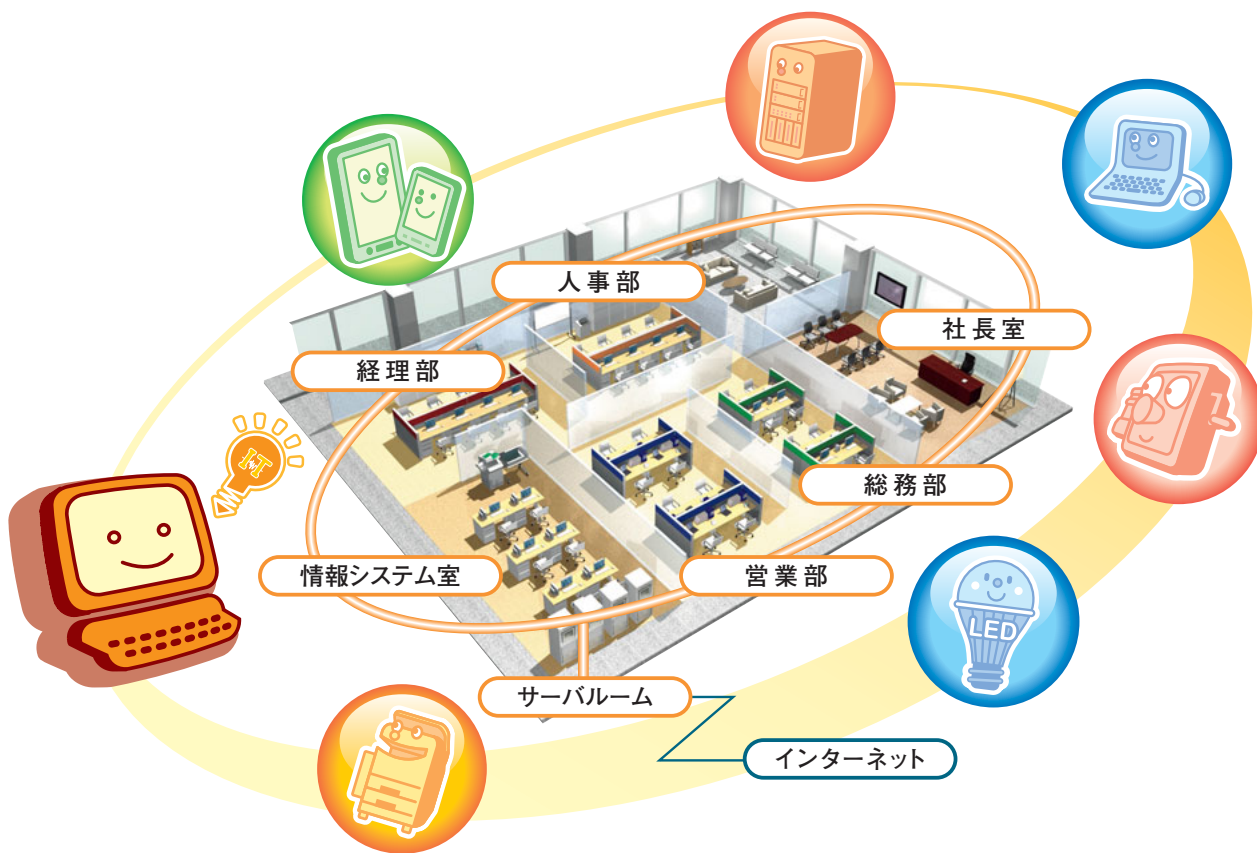 人事部
社長室
経理部
IT
総務部
情報システム室
営業部
LED
サーバルーム
インターネット